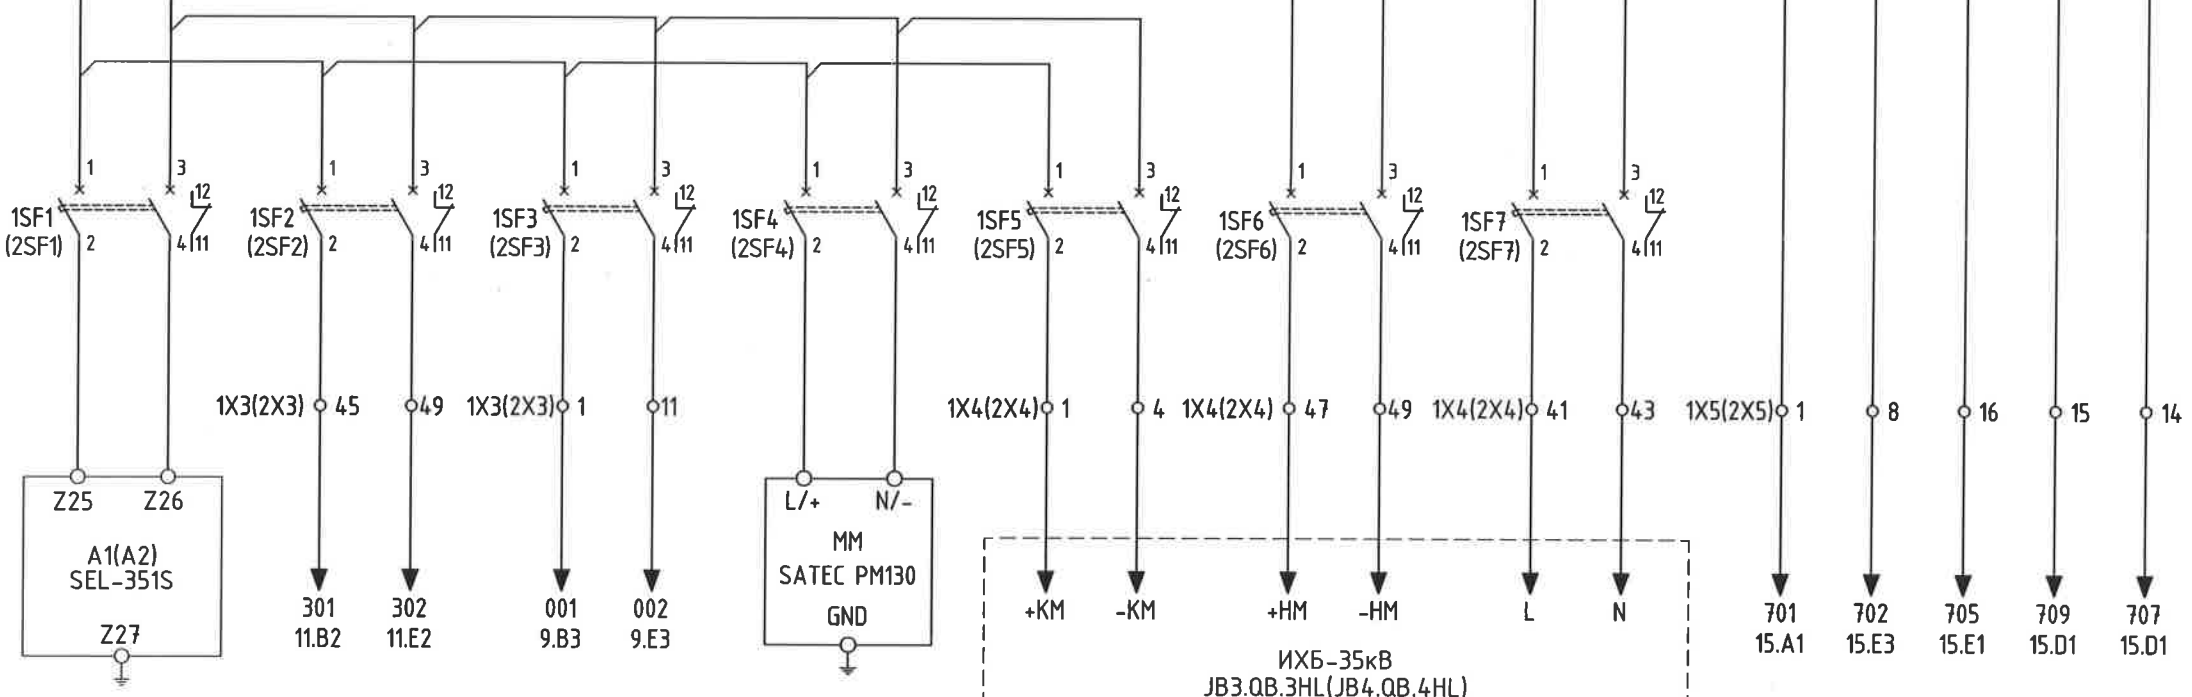 1 3 1 3 1 3 1 3 1 3 1 3 1 3
12 12 12 12 12 12 12
1SF1 1SF2 1SF3 1SF4 1SF5 1SF6 1SF7
(2SF1) (2SF2) (2SF3) (2SF4) (2SF5) (2SF6) (2SF7)
2 4 11 2 4 11 2 4 11 2 4 11 2 4 11 2 4 11 2 4 11
1X3(2X3) 45 49 1X3(2X3) 1 11 1X4(2X4) 1 4 1X4(2X4) 47 49 1X4(2X4) 41 43 1X5(2X5) 1 8 16 15 14
Z25 Z26
A1(A2)
SEL-351S
Z27
301 302 001 002
11.B2 11.E2 9.B3 9.E3
L/+ N/-
MM
SATEC PM130
GND
+KM -KM +HM -HM L N
ИХБ-35кВ
JB3.QB.3HL(JB4.QB.4HL)
701 702 705 709 707
15.A1 15.E3 15.E1 15.D1 15.D1